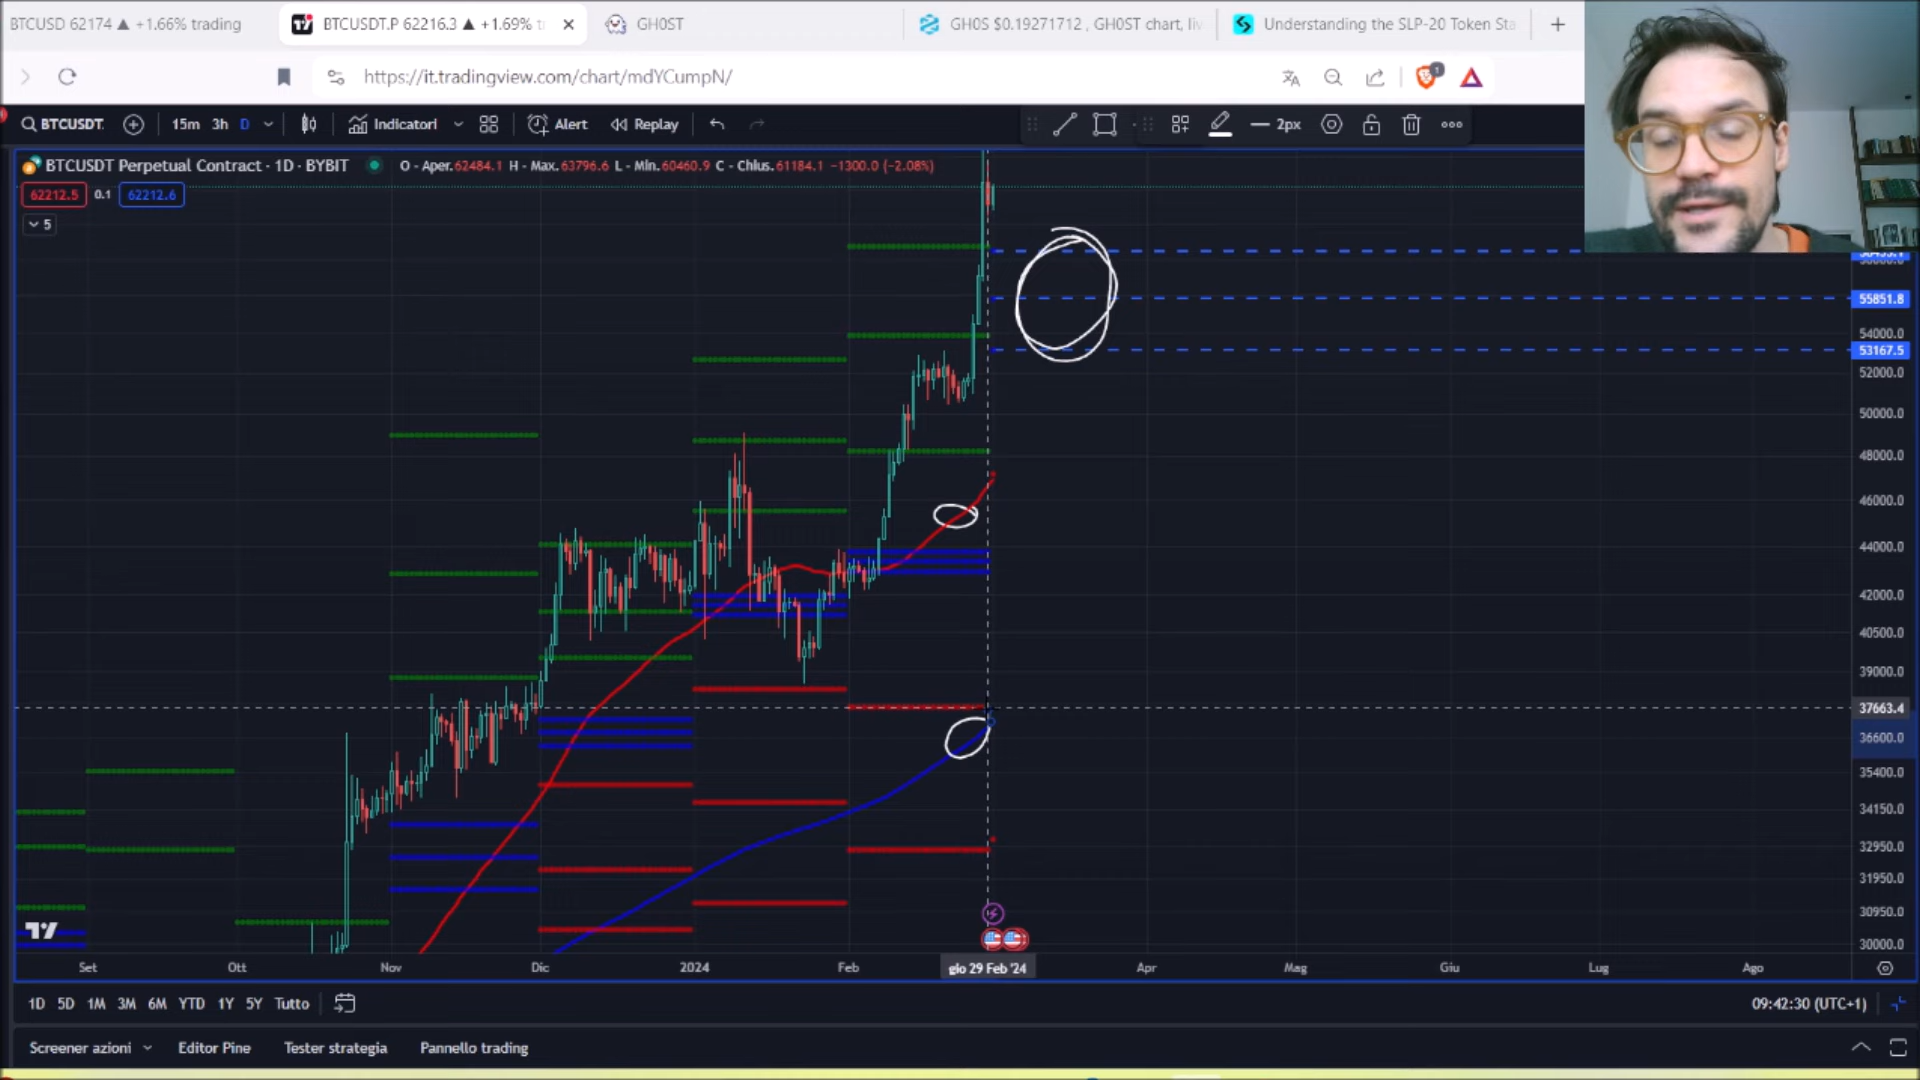 BTCUSD 62174 ▲ +1.66% trading
BTCUSDT.P 62216.3 ▲ +1.69%
GH0ST
GH0S $0.19271712 , GH0ST chart, liv
Understanding the SLP-20 Token Sta
https://it.tradingview.com/chart/mdYCumpN/
1
BTCUSDT.
15m 3h D
Indicatori
Alert
Replay
2px
BTCUSDT Perpetual Contract · 1D · BYBIT
O - Aper.62484.1 H - Max.63796.6 L - Min.60460.9 C - Chius.61184.1 −1300.0 (−2.08%)
62212.5 0.1 62212.6
5
55851.8
54000.0
53167.5
52000.0
50000.0
48000.0
46000.0
44000.0
42000.0
40500.0
39000.0
37663.4
36600.0
35400.0
34150.0
32950.0
31950.0
30950.0
30000.0
Set Ott Nov Dic 2024 Feb gio 29 Feb '24 Apr Mag Giu Lug Ago
1D 5D 1M 3M 6M YTD 1Y 5Y Tutto
09:42:30 (UTC+1)
Screener azioni Editor Pine Tester strategia Pannello trading